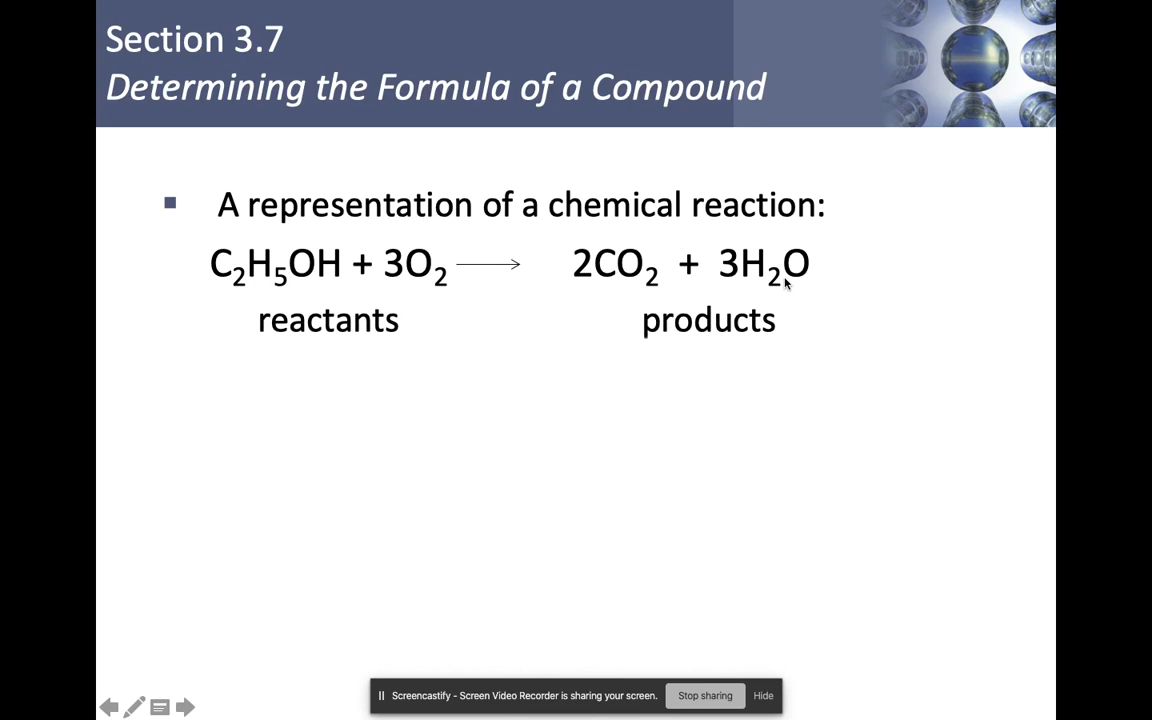 Section 3.7
Determining the Formula of a Compound
▪ A representation of a chemical reaction:
C₂H₅OH + 3O₂ ⟶ 2CO₂ + 3H₂O
reactants products
Screencastify - Screen Video Recorder is sharing your screen. Stop sharing Hide